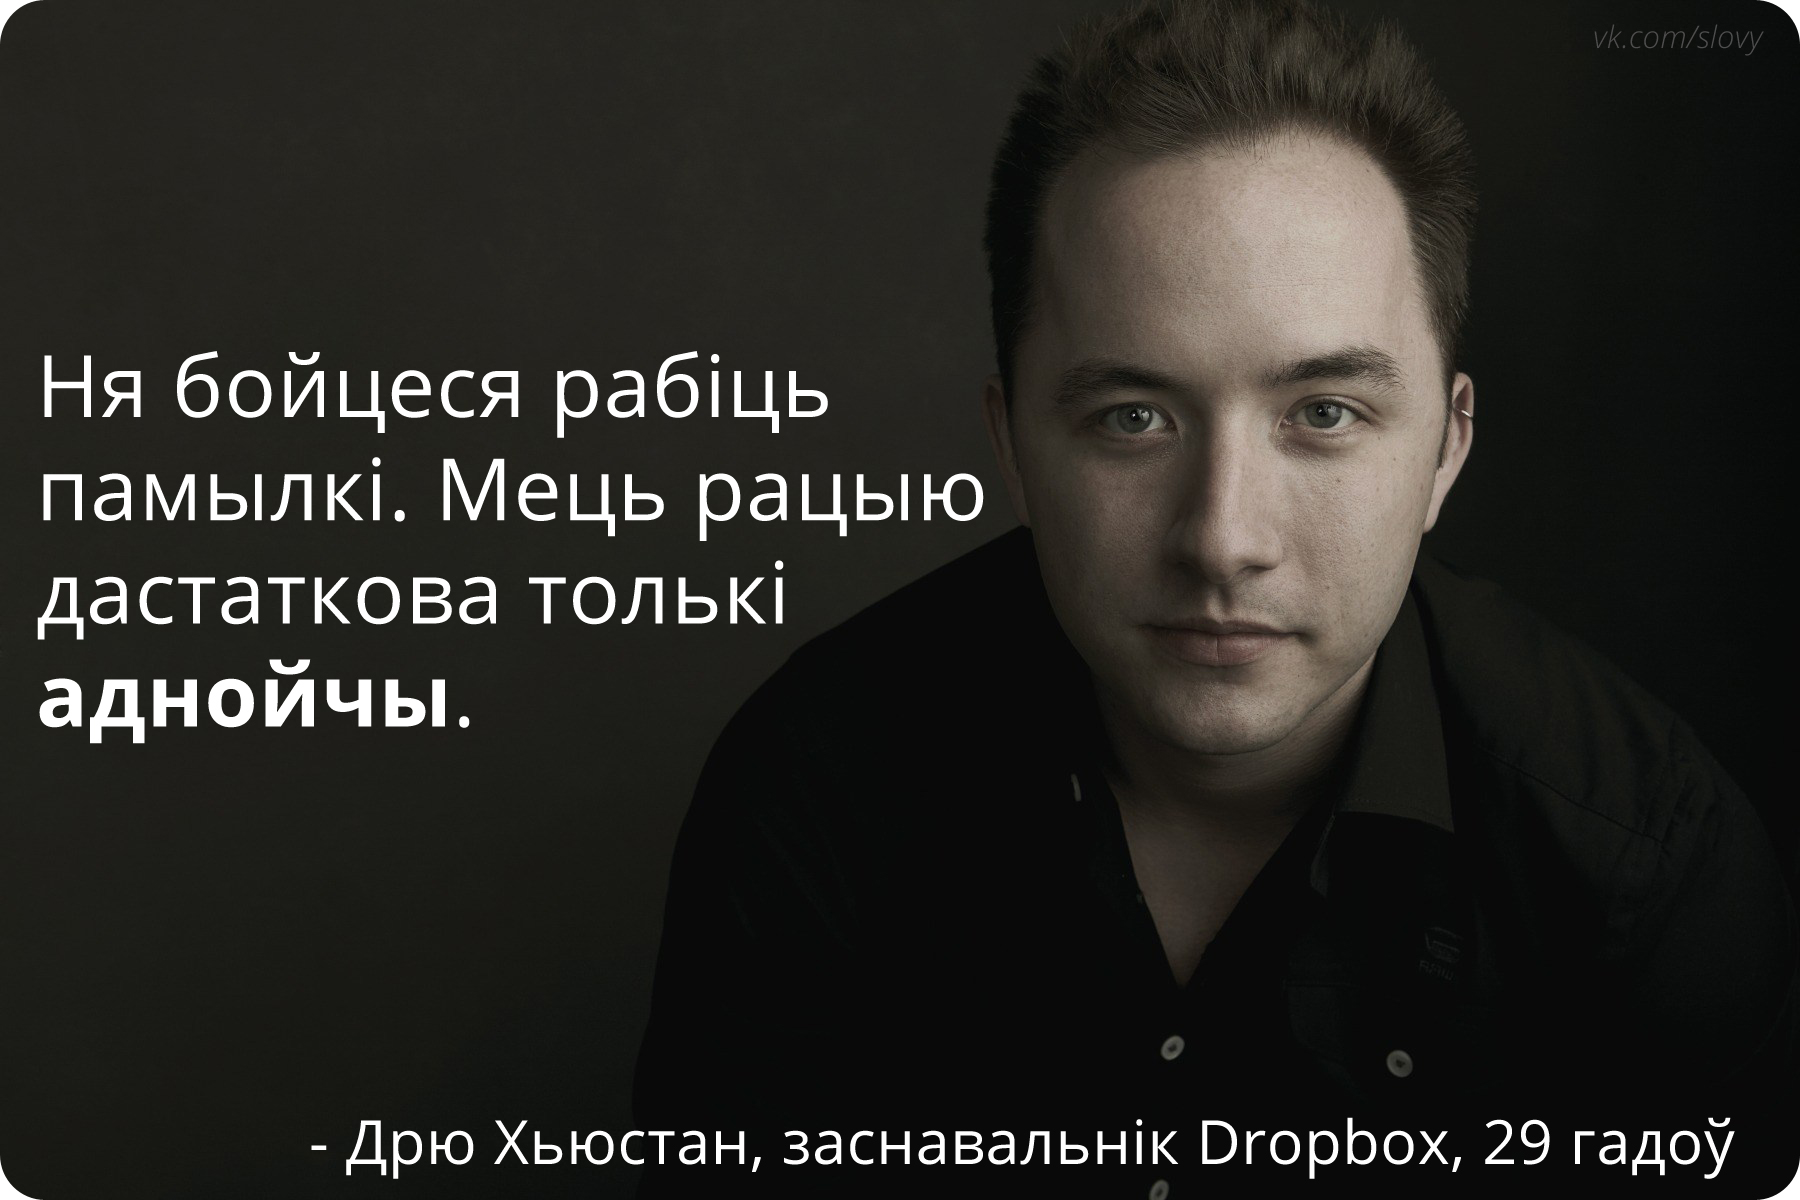 vk.com/slovy
Ня бойцеся рабіць
памылкі. Мець рацыю
дастаткова толькі
аднойчы.
- Дрю Хьюстан, заснавальнік Dropbox, 29 гадоў